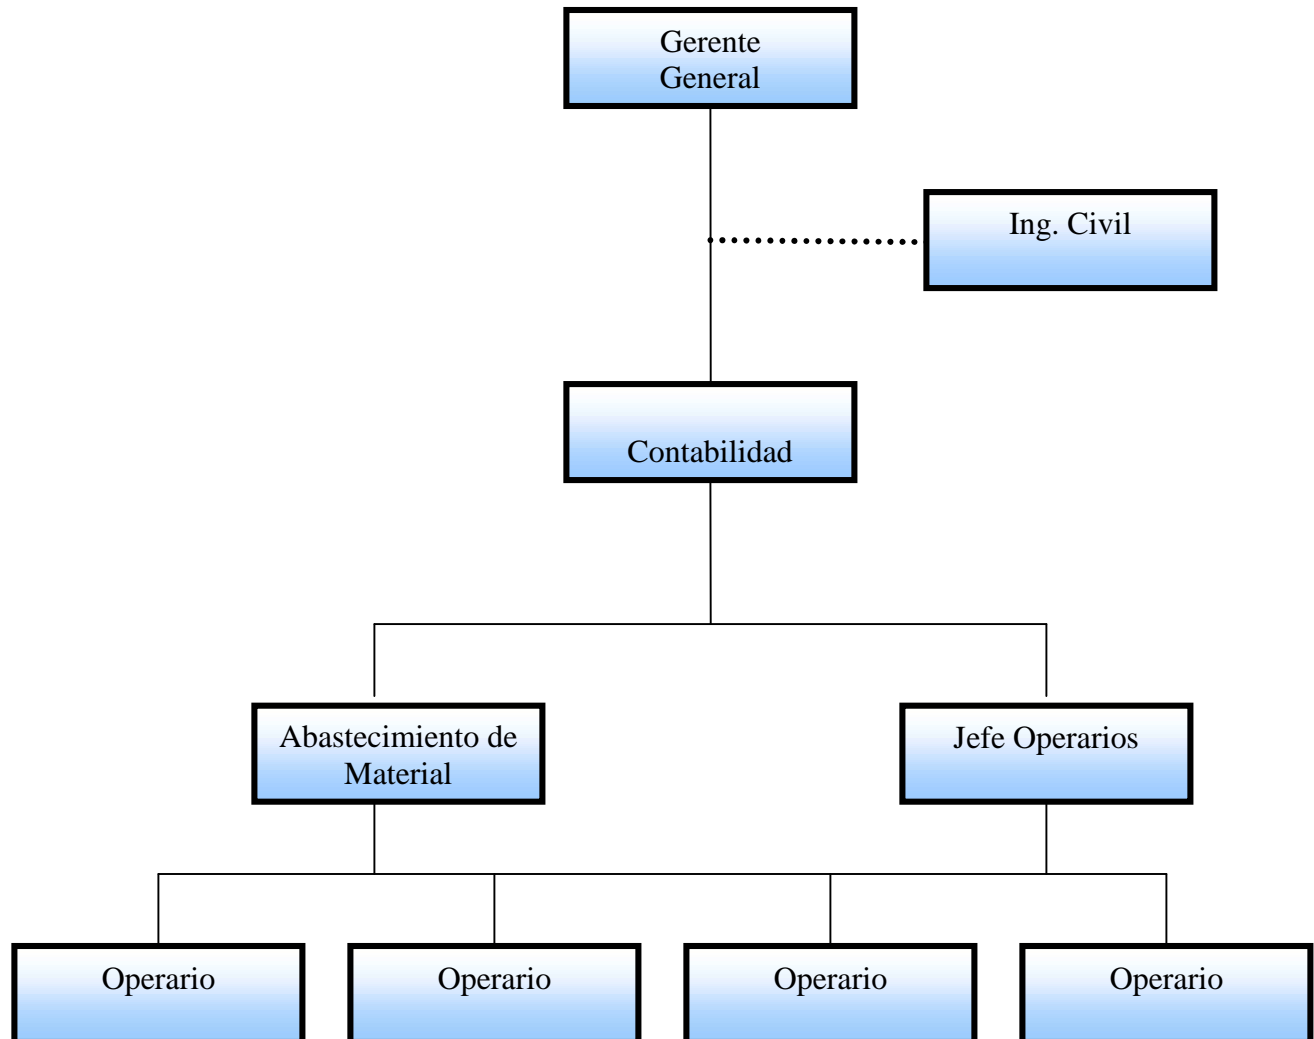 Gerente
General
Ing. Civil
Contabilidad
Abastecimiento de
Material
Jefe Operarios
Operario
Operario
Operario
Operario